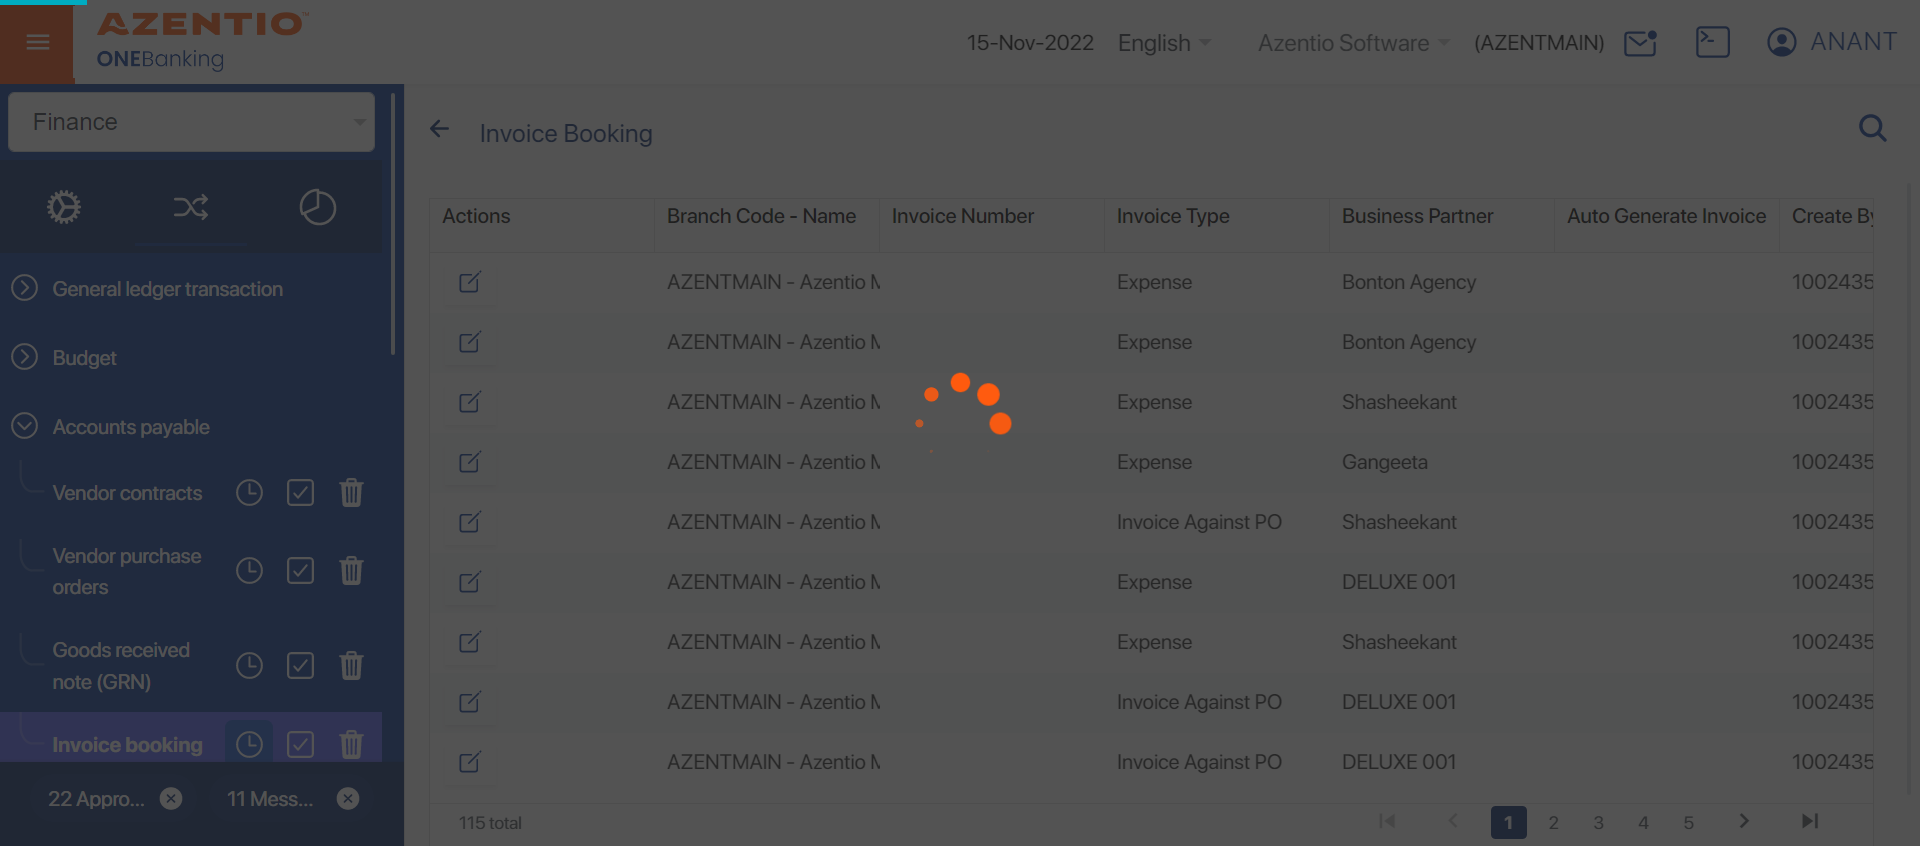 AZENTIO™
ONEBanking
15-Nov-2022 English Azentio Software (AZENTMAIN) ANANT
Finance
General ledger transaction
Budget
Accounts payable
Vendor contracts
Vendor purchase
orders
Goods received
note (GRN)
Invoice booking
22 Appro...
11 Mess...
Invoice Booking
Actions Branch Code - Name Invoice Number Invoice Type Business Partner Auto Generate Invoice Create By
AZENTMAIN - Azentio M Expense Bonton Agency 1002435
AZENTMAIN - Azentio M Expense Bonton Agency 1002435
AZENTMAIN - Azentio M Expense Shasheekant 1002435
AZENTMAIN - Azentio M Expense Gangeeta 1002435
AZENTMAIN - Azentio M Invoice Against PO Shasheekant 1002435
AZENTMAIN - Azentio M Expense DELUXE 001 1002435
AZENTMAIN - Azentio M Expense Shasheekant 1002435
AZENTMAIN - Azentio M Invoice Against PO DELUXE 001 1002435
AZENTMAIN - Azentio M Invoice Against PO DELUXE 001 1002435
115 total 1 2 3 4 5